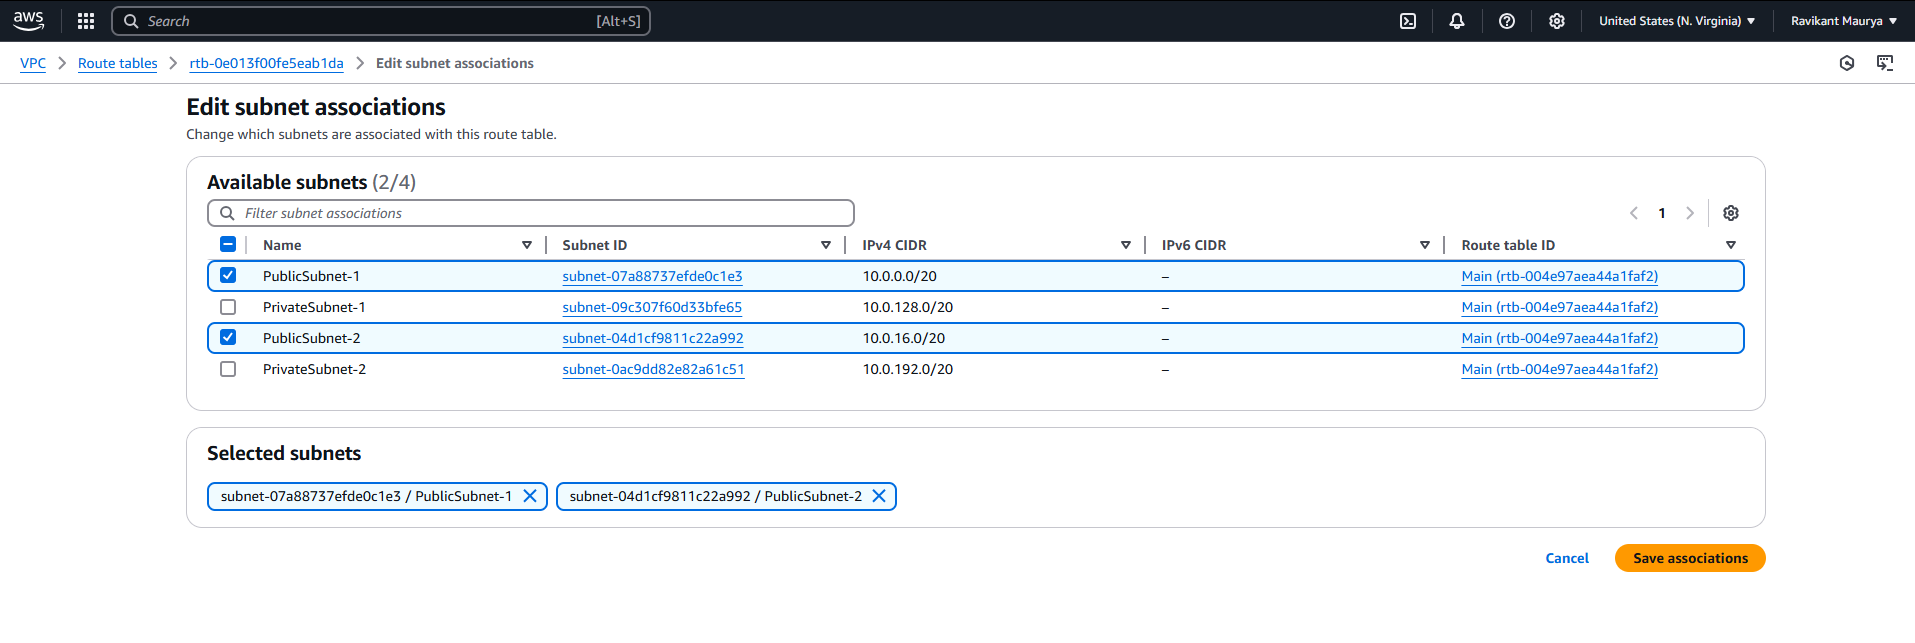 aws Search [Alt+S] United States (N. Virginia) Ravikant Maurya
VPC Route tables rtb-0e013f00fe5eab1da Edit subnet associations
Edit subnet associations
Change which subnets are associated with this route table.
Available subnets (2/4)
Filter subnet associations 1
Name Subnet ID IPv4 CIDR IPv6 CIDR Route table ID
PublicSubnet-1 subnet-07a88737efde0c1e3 10.0.0.0/20 – Main (rtb-004e97aea44a1faf2)
PrivateSubnet-1 subnet-09c307f60d33bfe65 10.0.128.0/20 – Main (rtb-004e97aea44a1faf2)
PublicSubnet-2 subnet-04d1cf9811c22a992 10.0.16.0/20 – Main (rtb-004e97aea44a1faf2)
PrivateSubnet-2 subnet-0ac9dd82e82a61c51 10.0.192.0/20 – Main (rtb-004e97aea44a1faf2)
Selected subnets
subnet-07a88737efde0c1e3 / PublicSubnet-1 subnet-04d1cf9811c22a992 / PublicSubnet-2
Cancel Save associations